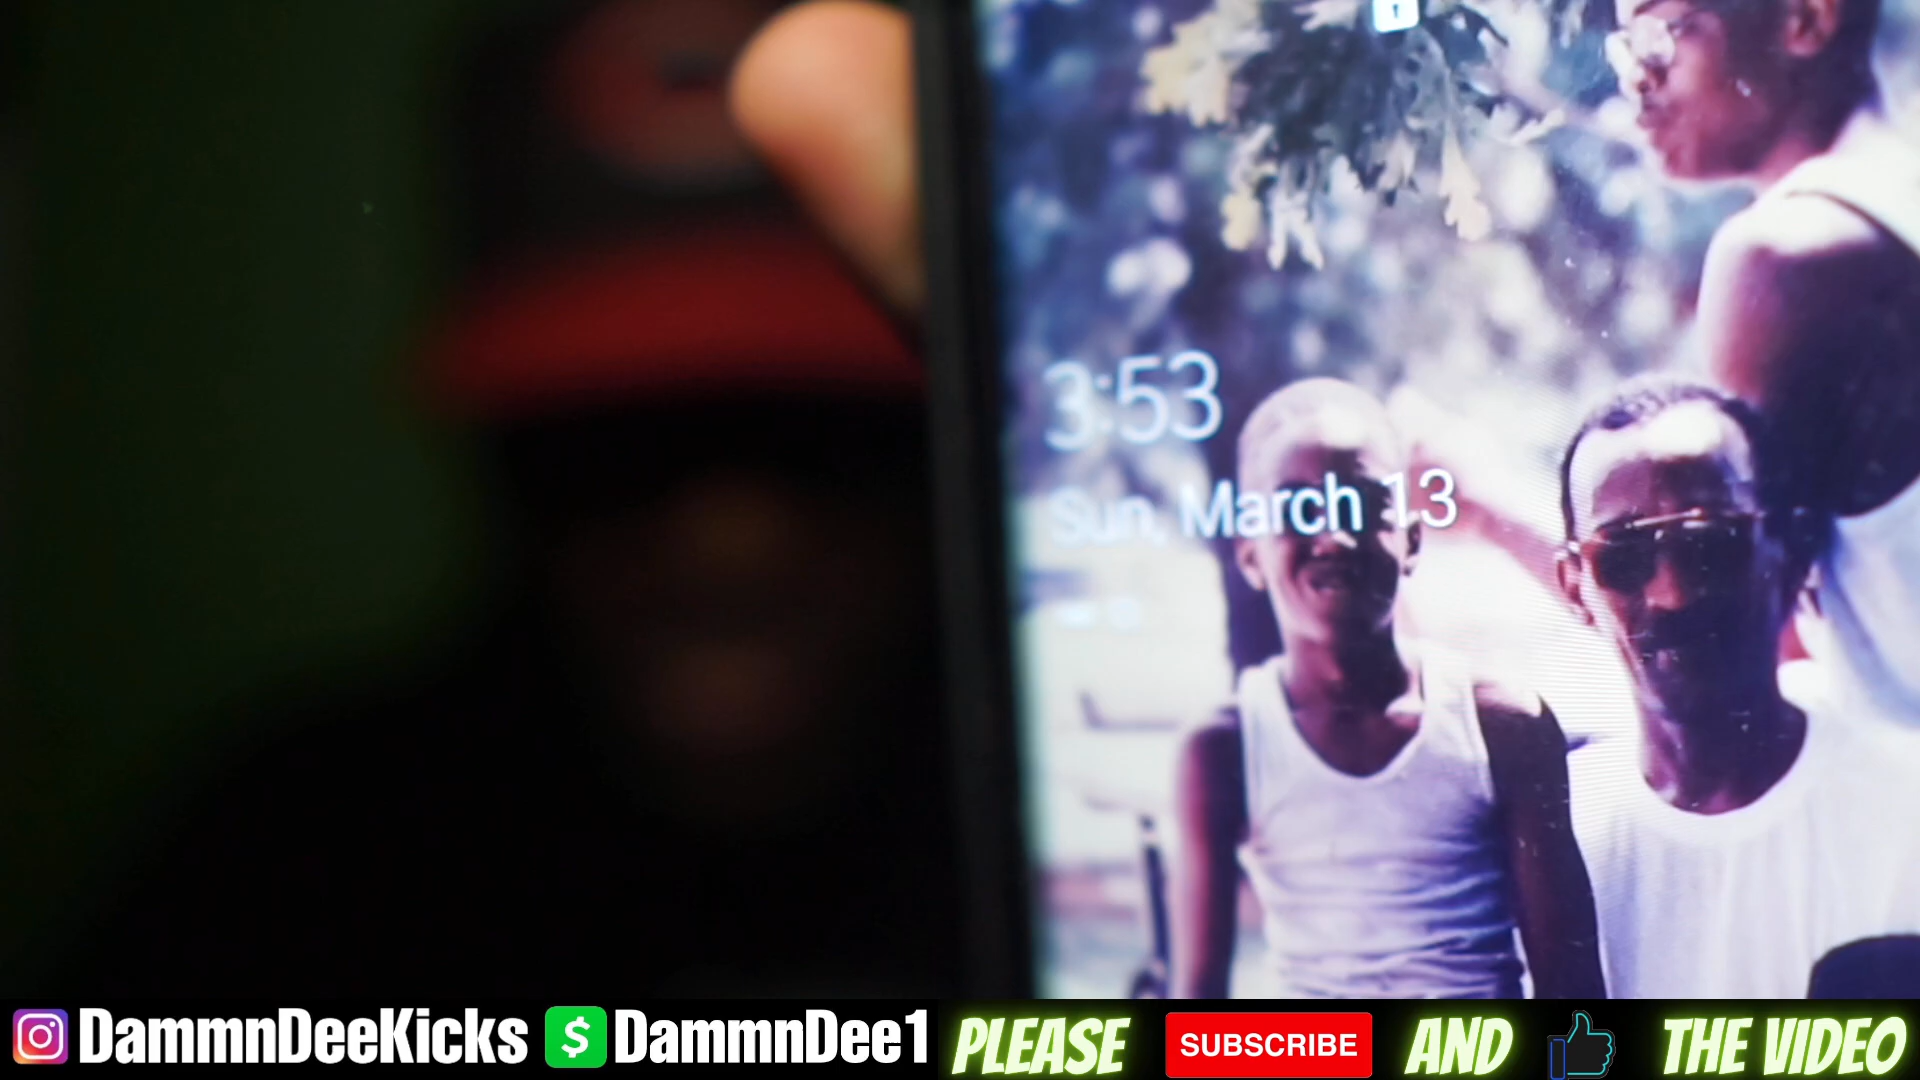 3:53
Sun, March 13
DammnDeeKicks $ DammnDee1 PLEASE SUBSCRIBE AND THE VIDEO